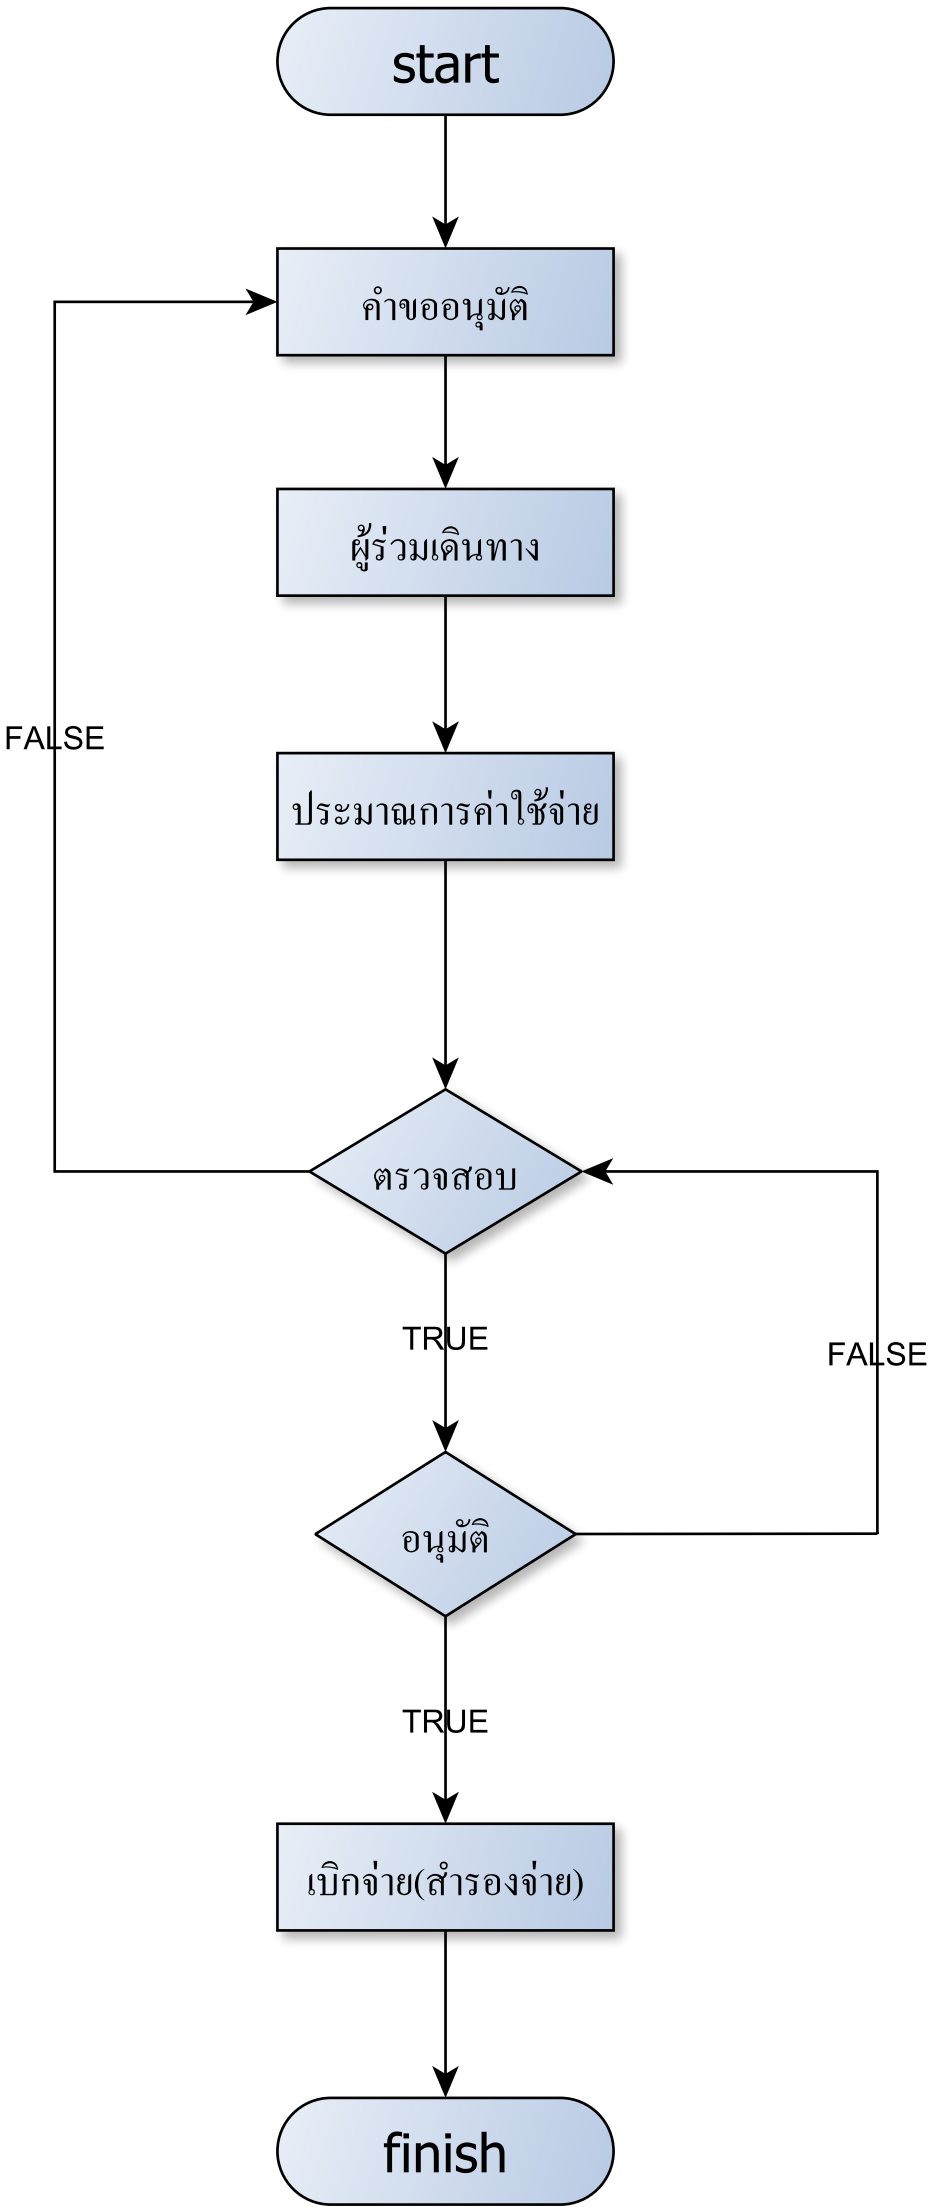 start
คำขออนุมัติ
ผู้ร่วมเดินทาง
FALSE
ประมาณการค่าใช้จ่าย
ตรวจสอบ
TRUE
FALSE
อนุมัติ
TRUE
เบิกจ่าย(สำรองจ่าย)
finish